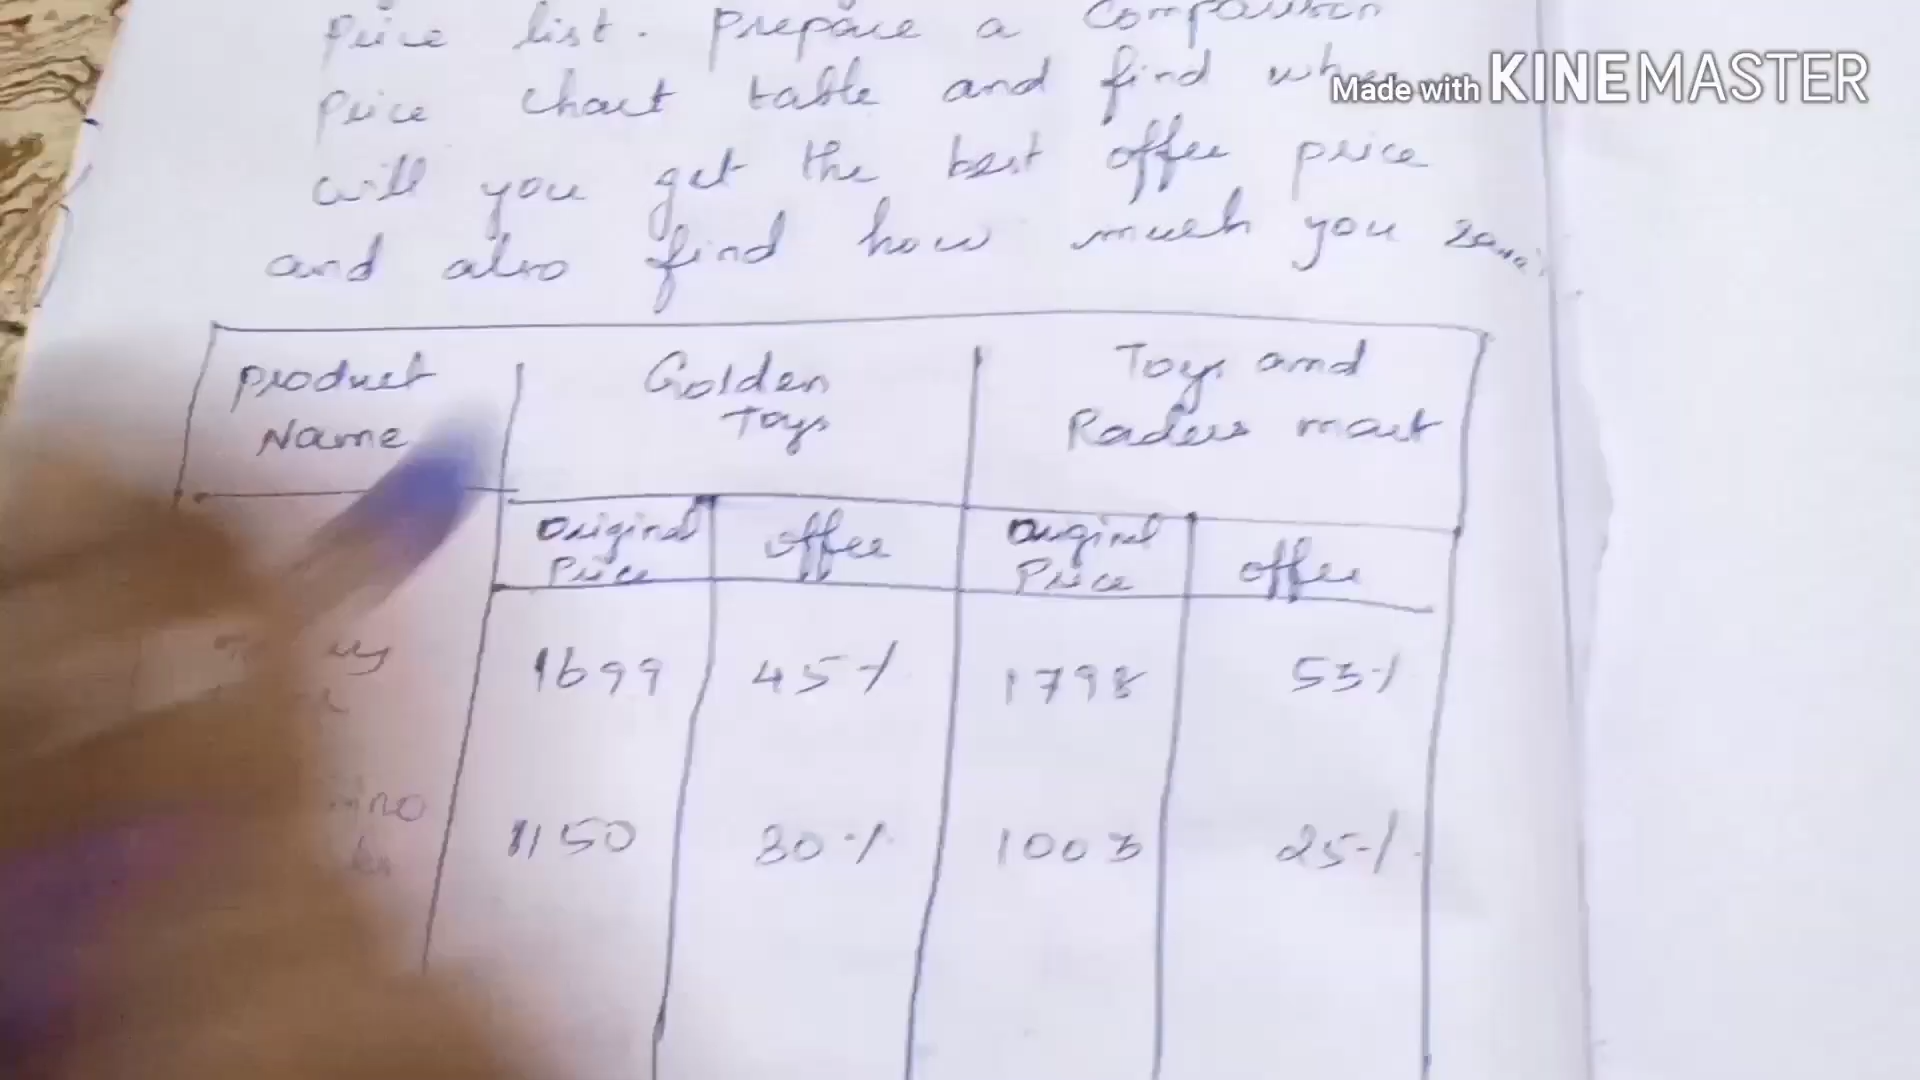 price list. prepare a Comparison
Made with KINEMASTER
price chart table and find
will you get the best offer price
and also find how much you
product Name
Golden Toys
Toys and Raders mart
Original Price
offer
Original Price
offer
1699 45% 1798 53%
1150 30% 1003 25%